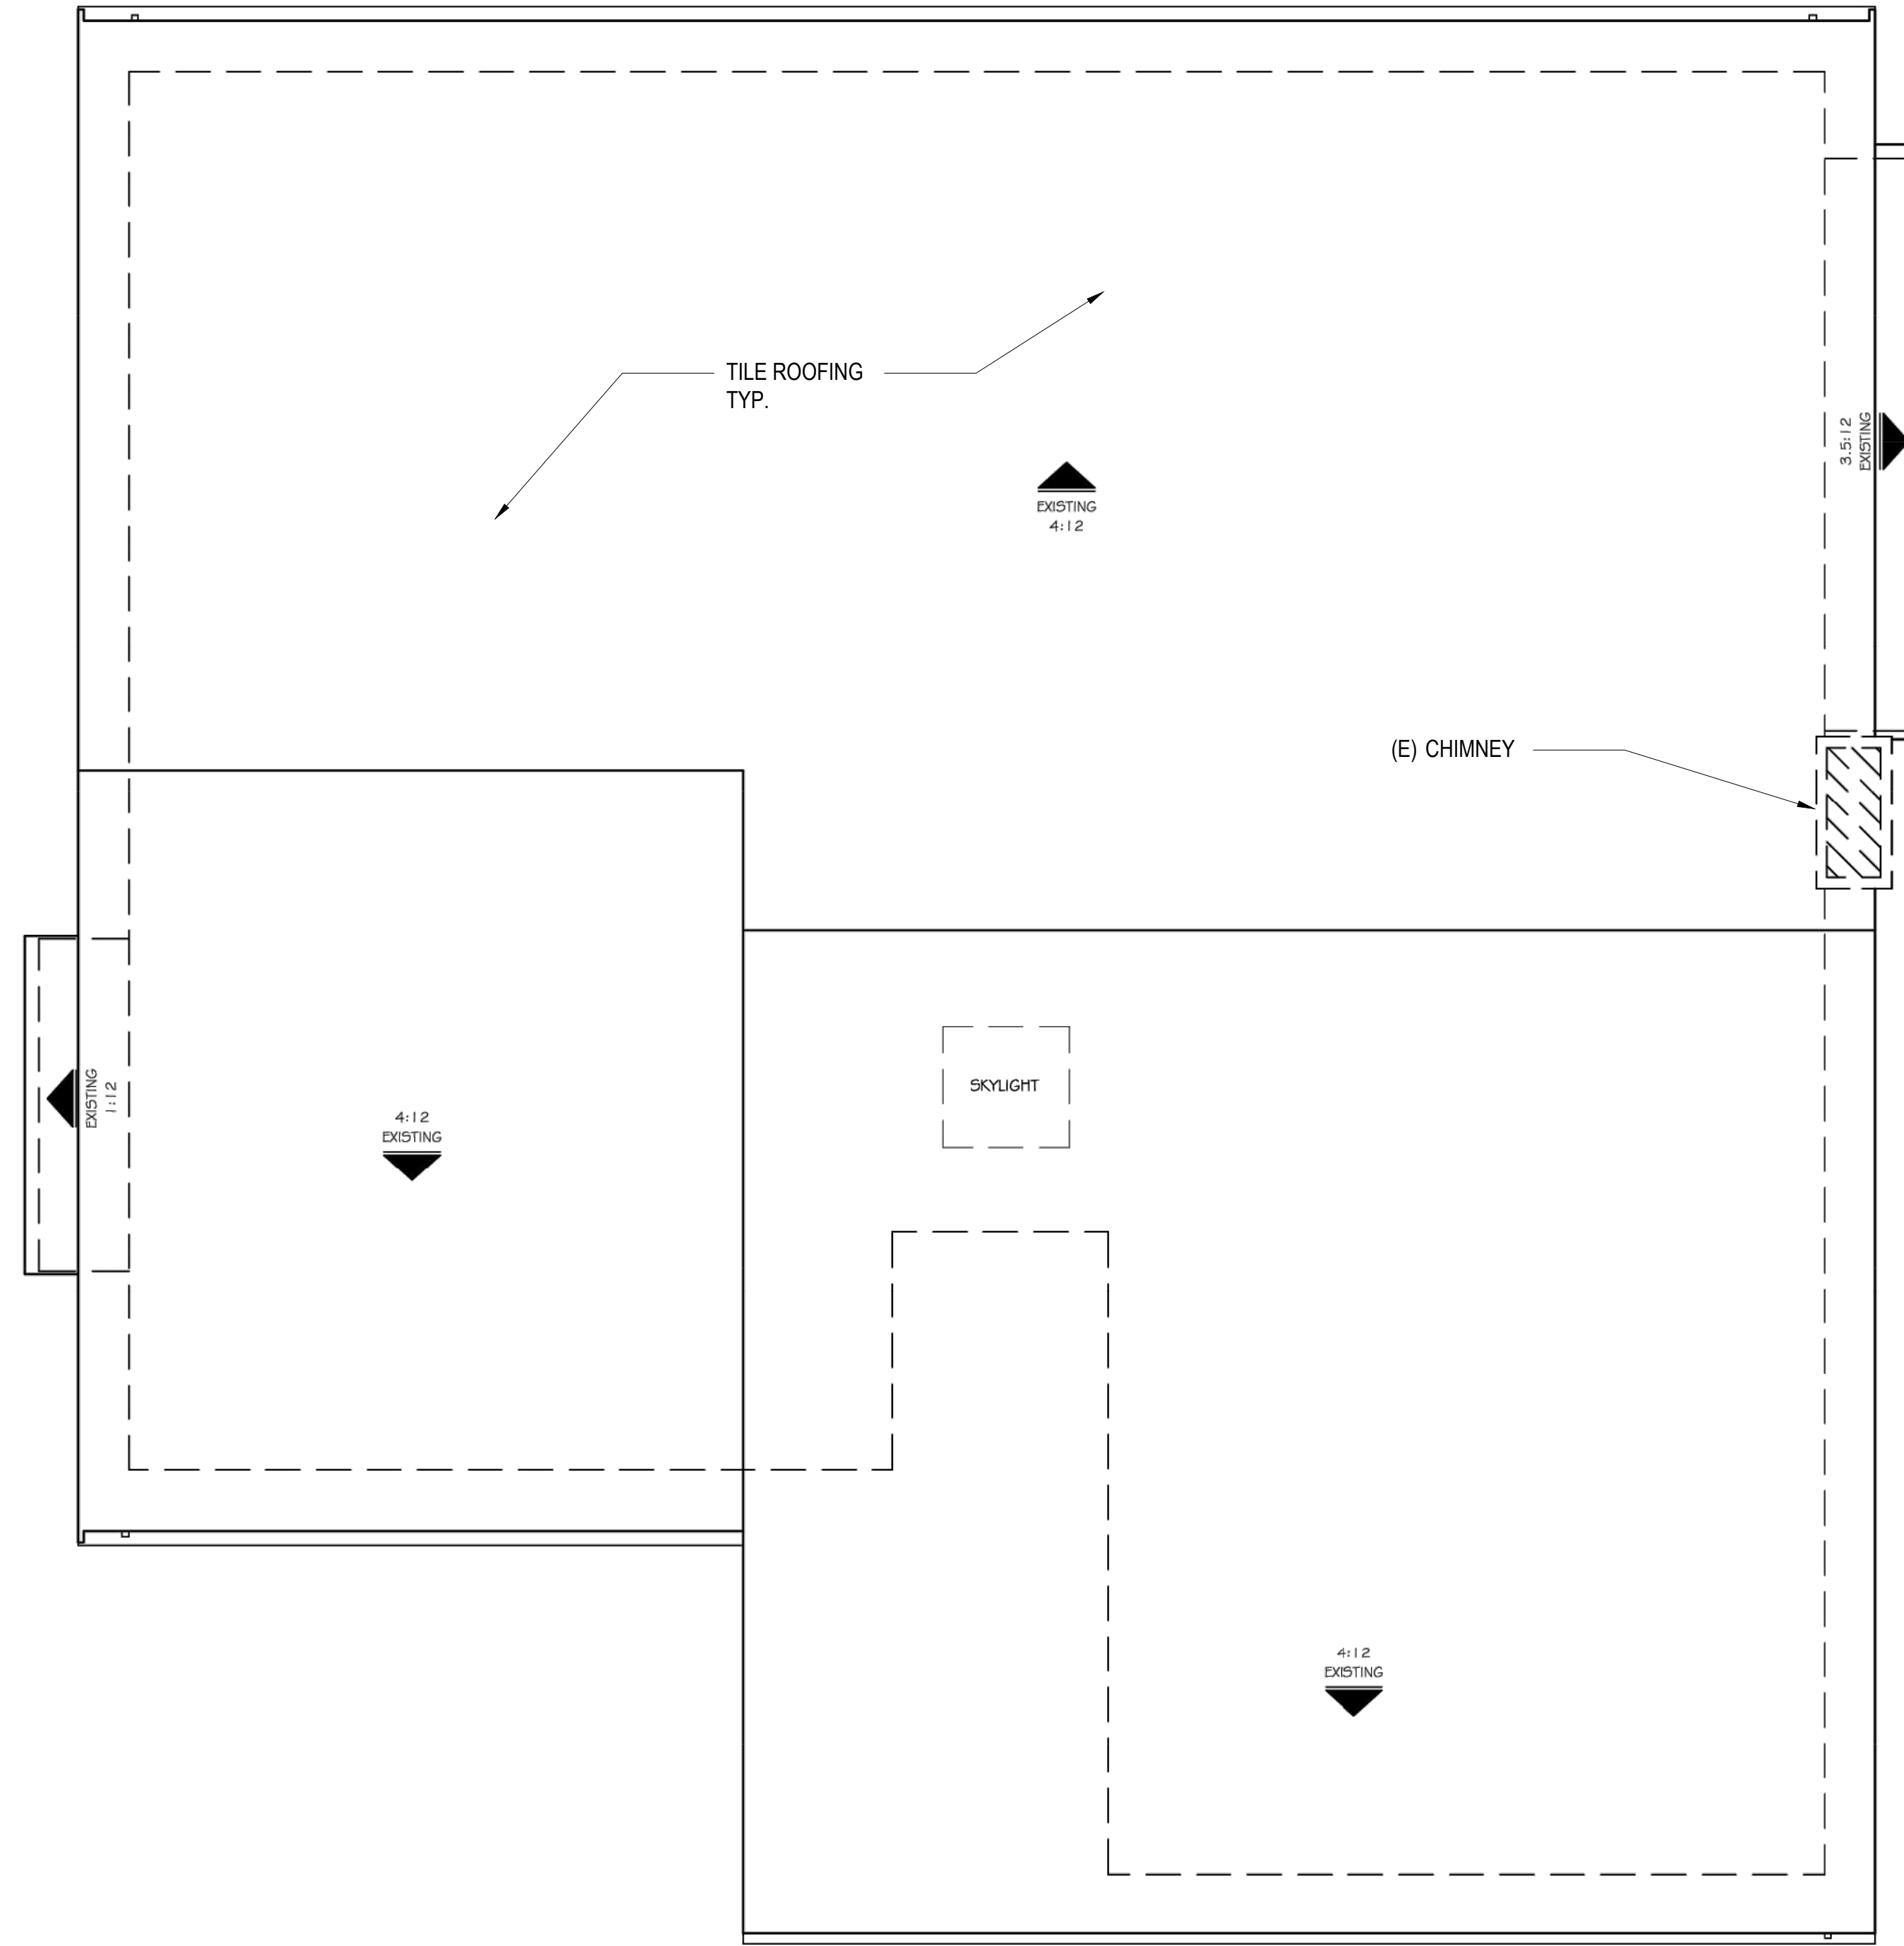 TILE ROOFING
TYP.
3.5:12
EXISTING
EXISTING
4:12
(E) CHIMNEY
EXISTING
1:12
4:12
EXISTING
SKYLIGHT
4:12
EXISTING